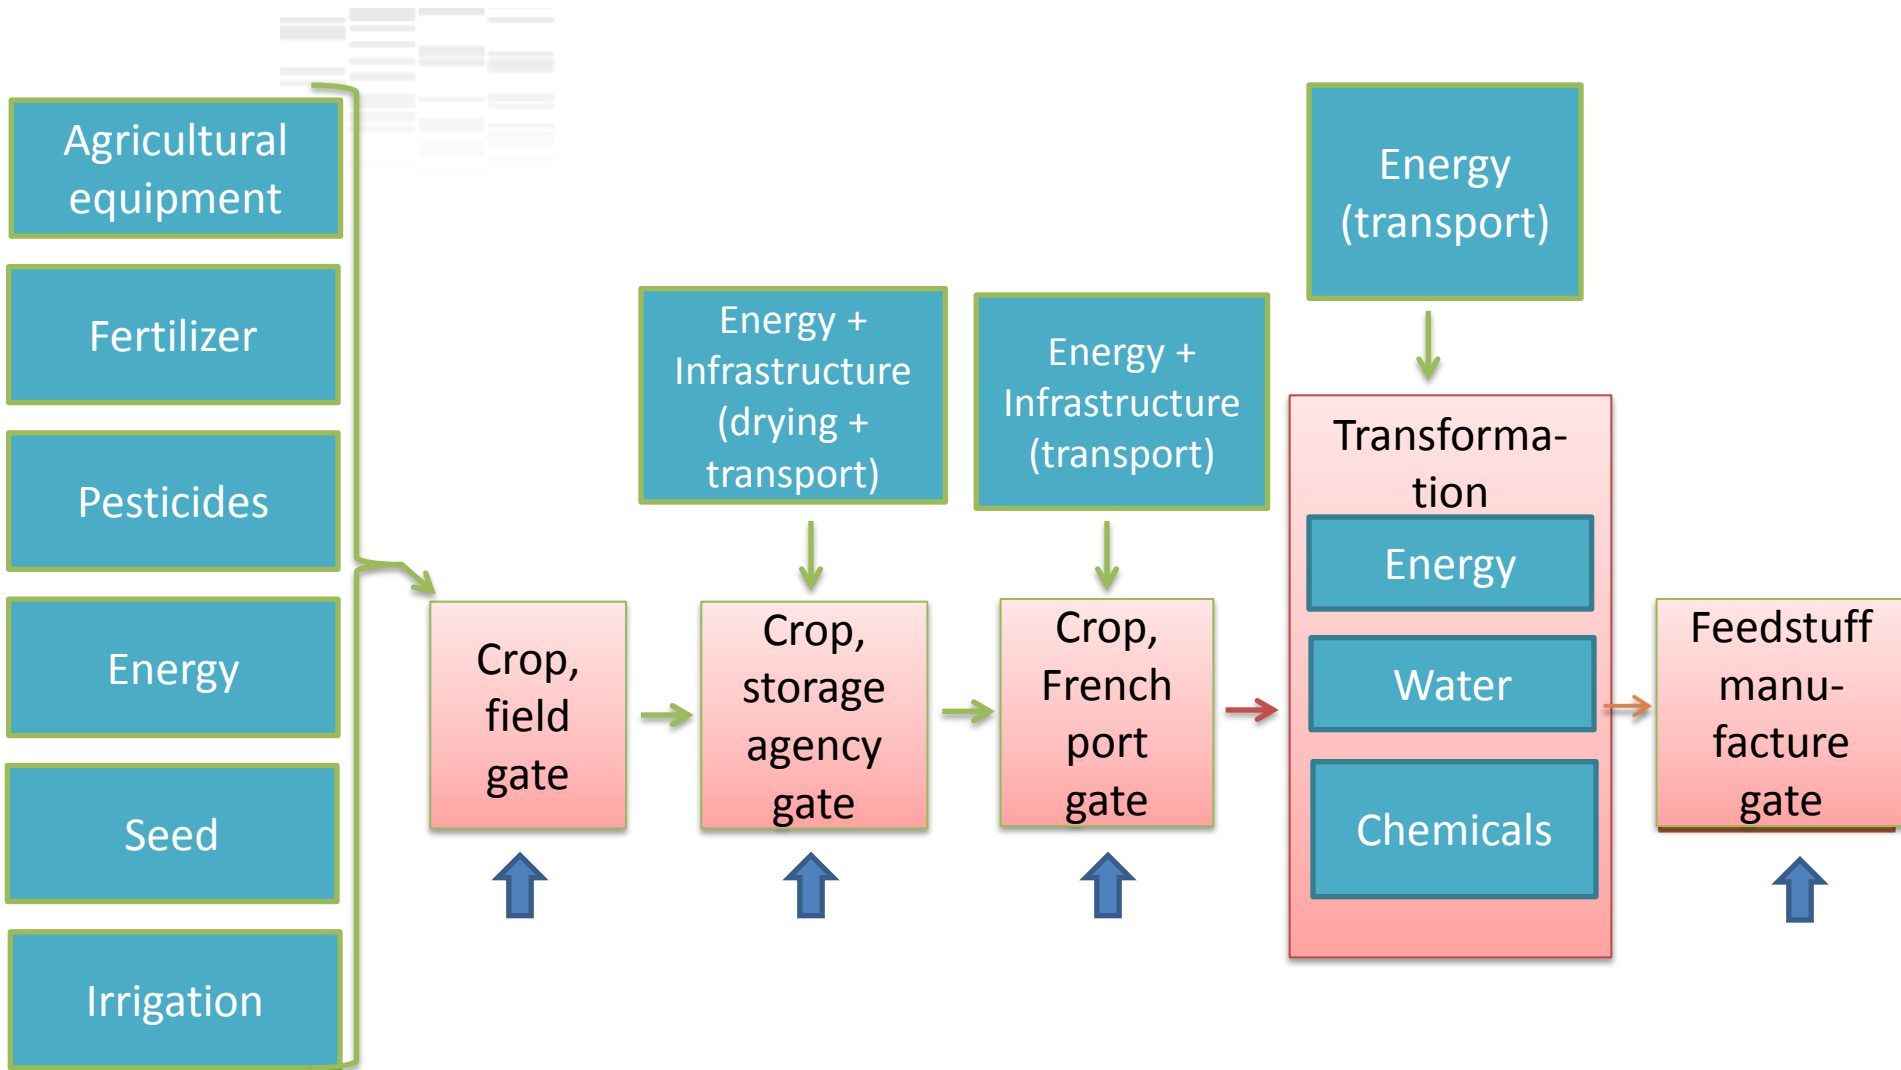 Agricultural
equipment
Fertilizer
Pesticides
Energy
Seed
Irrigation
Crop,
field
gate
Energy +
Infrastructure
(drying +
transport)
Crop,
storage
agency
gate
Energy +
Infrastructure
(transport)
Crop,
French
port
gate
Energy
(transport)
Transforma-
tion
Energy
Water
Chemicals
Feedstuff
manu-
facture
gate